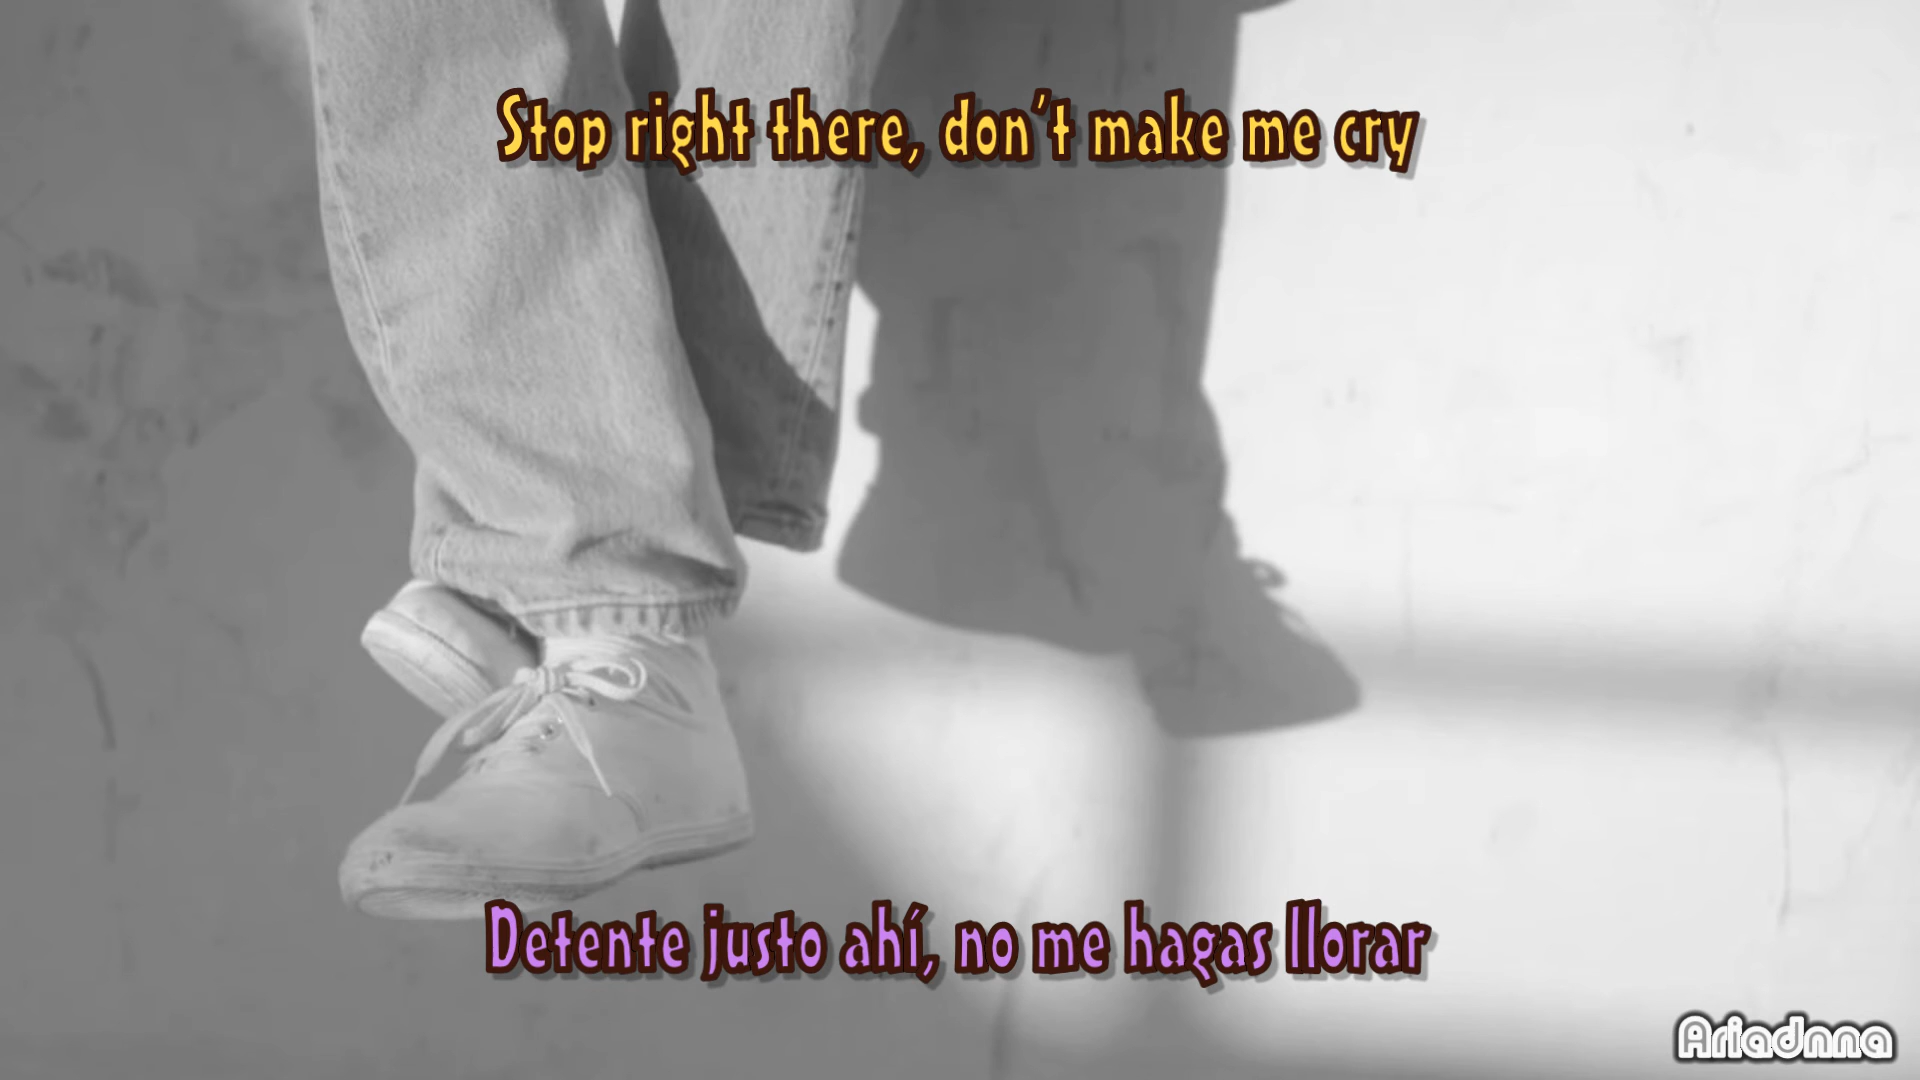 Stop right there, don't make me cry
Detente justo ahí, no me hagas llorar
Ariadnna